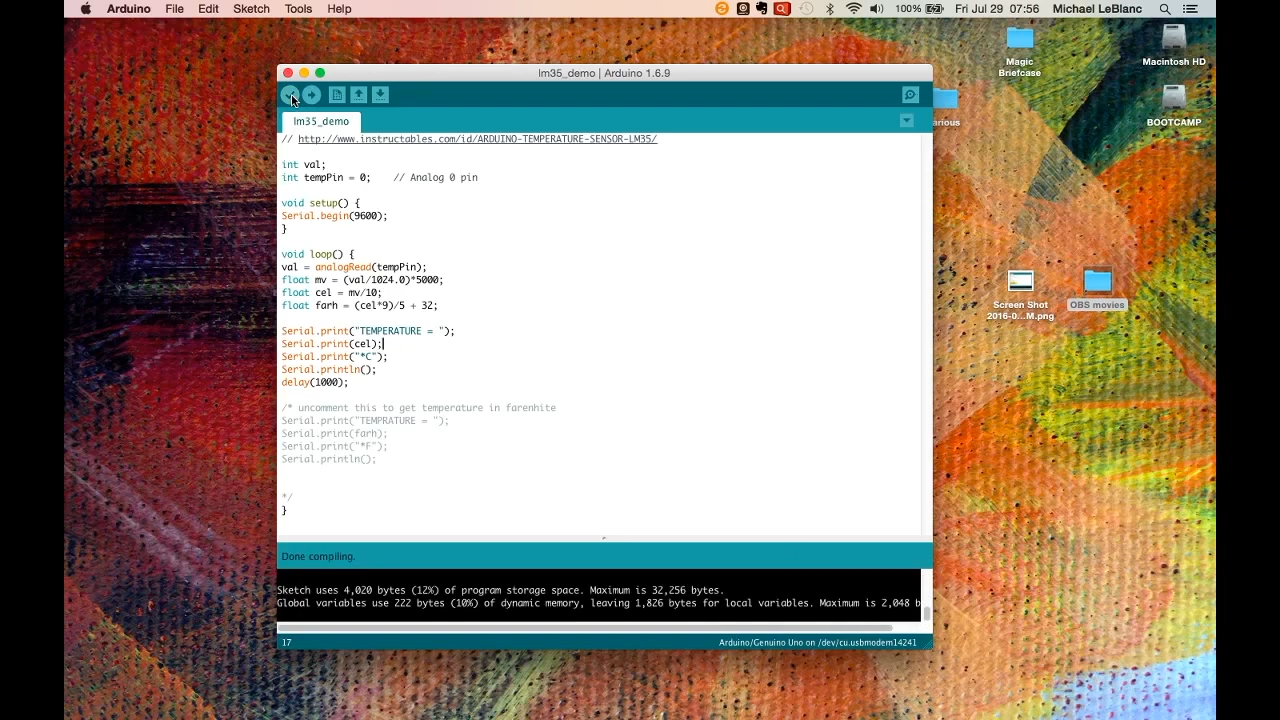 Arduino File Edit Sketch Tools Help 100% Fri Jul 29 07:56 Michael LeBlanc
Magic
Briefcase
Macintosh HD
arious
BOOTCAMP
Screen Shot
2016-0...M.png
OBS movies
lm35_demo | Arduino 1.6.9
lm35_demo
// http://www.instructables.com/id/ARDUINO-TEMPERATURE-SENSOR-LM35/
int val;
int tempPin = 0; // Analog 0 pin
void setup() {
Serial.begin(9600);
}
void loop() {
val = analogRead(tempPin);
float mv = (val/1024.0)*5000;
float cel = mv/10;
float farh = (cel*9)/5 + 32;
Serial.print("TEMPERATURE = ");
Serial.print(cel);
Serial.print("*C");
Serial.println();
delay(1000);
/* uncomment this to get temperature in farenhite
Serial.print("TEMPRATURE = ");
Serial.print(farh);
Serial.print("*F");
Serial.println();
*/
}
Done compiling.
Sketch uses 4,020 bytes (12%) of program storage space. Maximum is 32,256 bytes.
Global variables use 222 bytes (10%) of dynamic memory, leaving 1,826 bytes for local variables. Maximum is 2,048 b
17 Arduino/Genuino Uno on /dev/cu.usbmodem14241